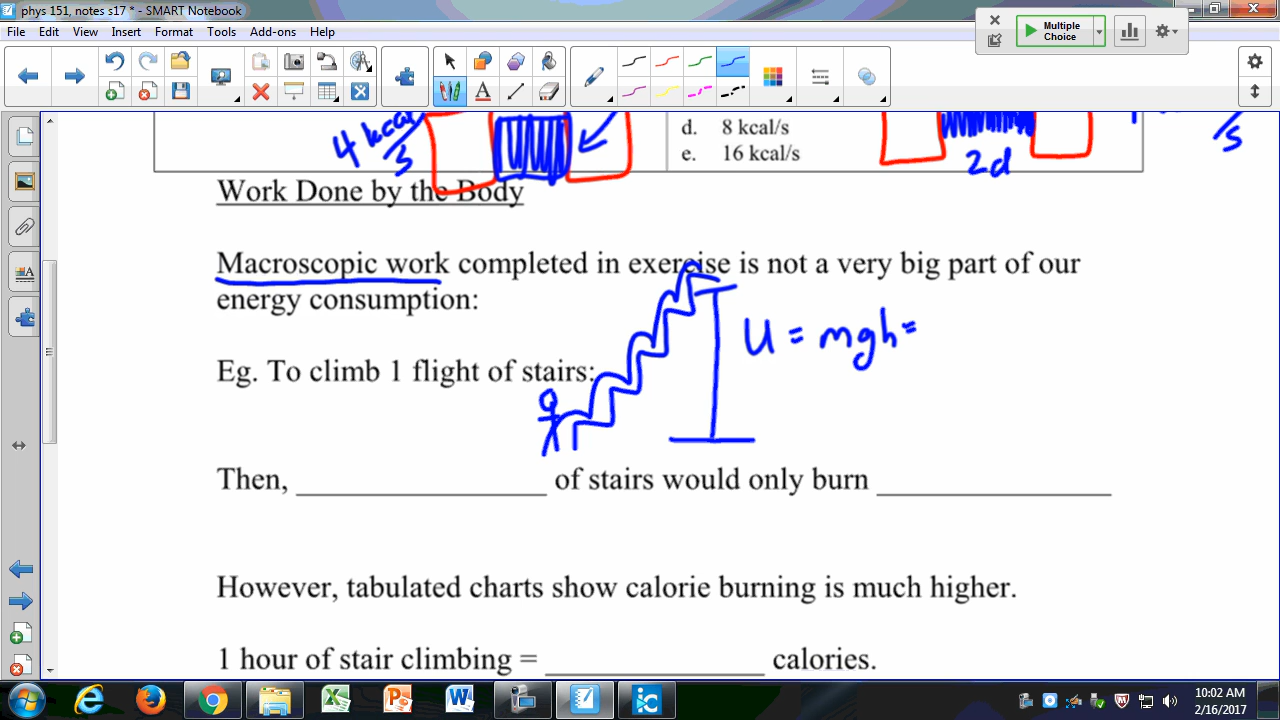 phys 151, notes s17 * - SMART Notebook
File Edit View Insert Format Tools Add-ons Help
Multiple
Choice
4 kcal/s
d. 8 kcal/s
e. 16 kcal/s
2d
s
Work Done by the Body
Macroscopic work completed in exercise is not a very big part of our
energy consumption:
U = mgh =
Eg. To climb 1 flight of stairs:
Then, _______________ of stairs would only burn ______________
However, tabulated charts show calorie burning is much higher.
1 hour of stair climbing = _____________ calories.
10:02 AM
2/16/2017